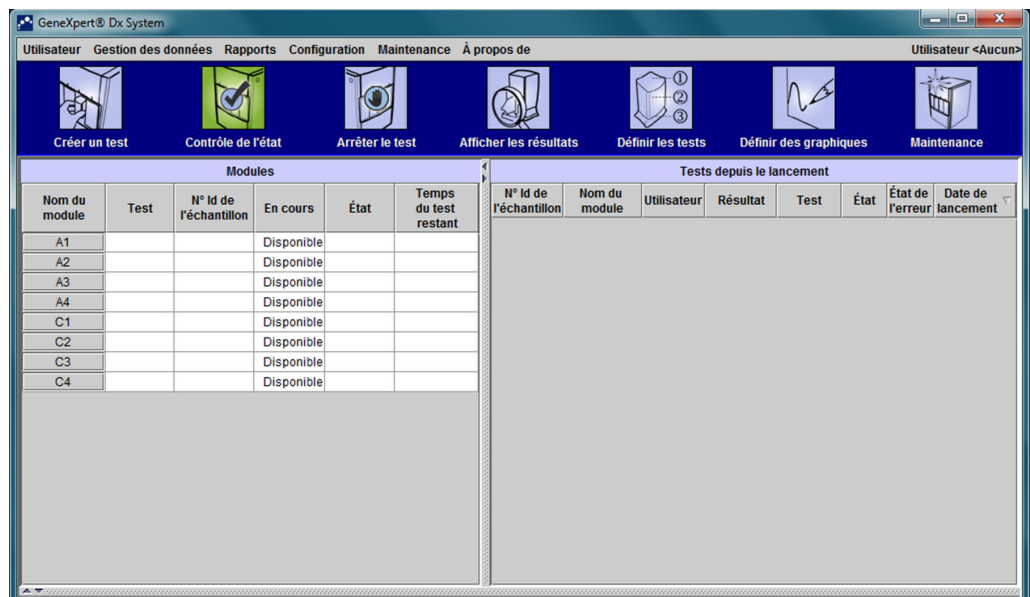 GeneXpert® Dx System
Utilisateur Gestion des données Rapports Configuration Maintenance À propos de Utilisateur <Aucun>
① 
②
③
Créer un test Contrôle de l'état Arrêter le test Afficher les résultats Définir les tests Définir des graphiques Maintenance
Modules
Nom du module Test N° Id de l'échantillon En cours État Temps du test restant
A1 Disponible
A2 Disponible
A3 Disponible
A4 Disponible
C1 Disponible
C2 Disponible
C3 Disponible
C4 Disponible
Tests depuis le lancement
N° Id de l'échantillon Nom du module Utilisateur Résultat Test État État de l'erreur Date de lancement